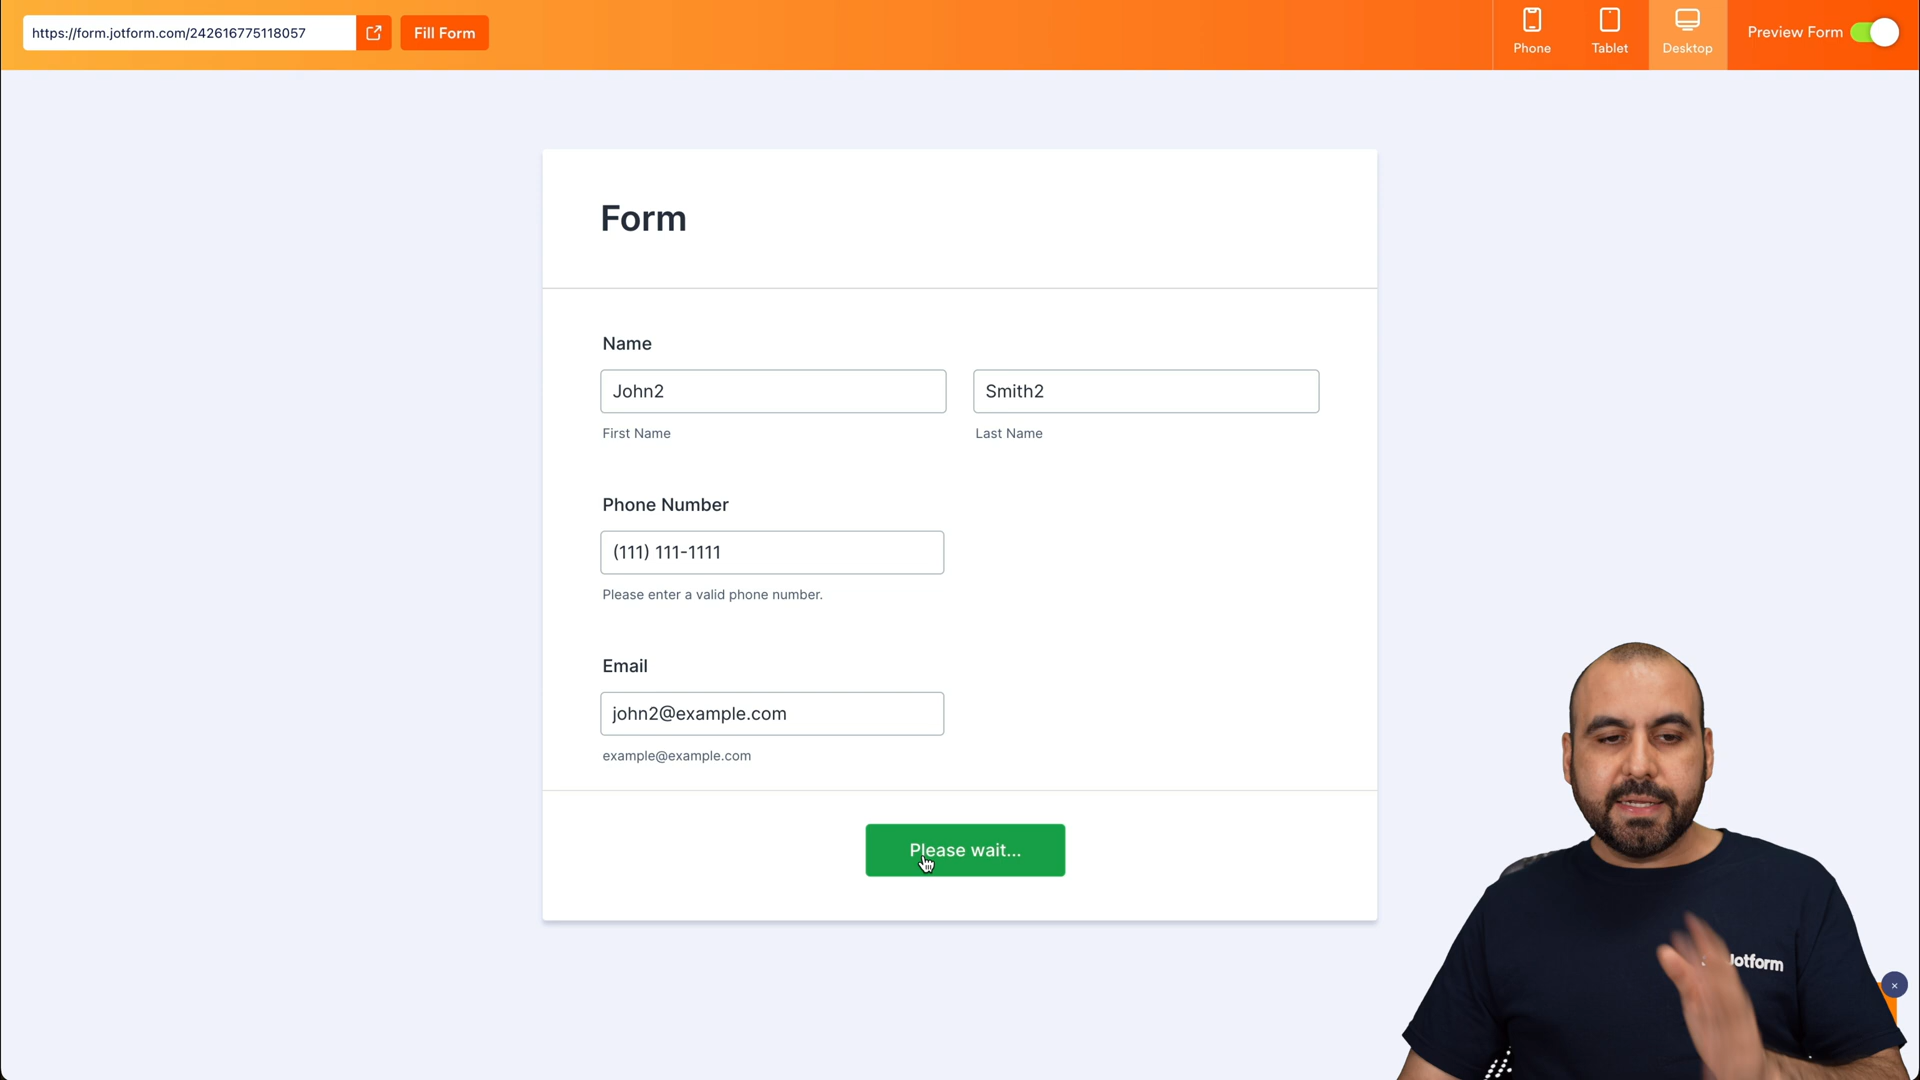 https://form.jotform.com/242616775118057
Fill Form
Phone
Tablet
Desktop
Preview Form
Form
Name
John2
Smith2
First Name
Last Name
Phone Number
(111) 111-1111
Please enter a valid phone number.
Email
john2@example.com
example@example.com
Please wait...
Jotform